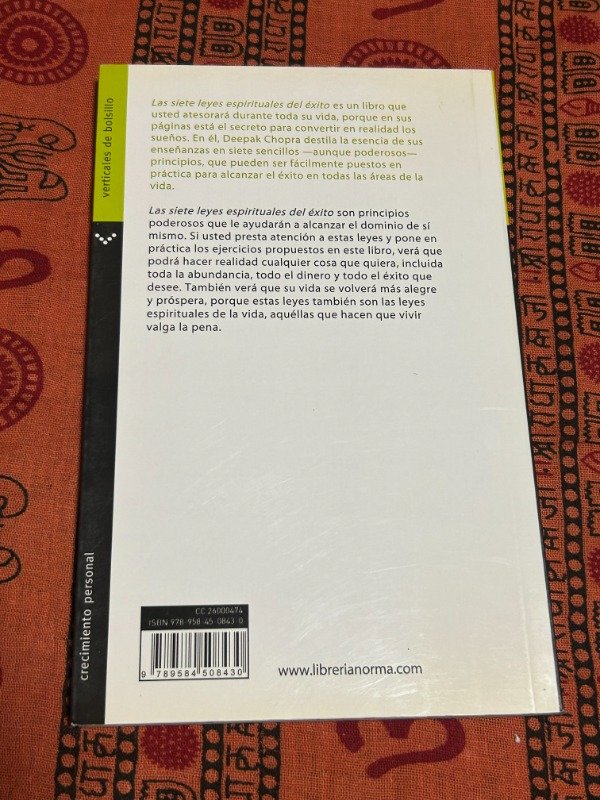 verticales de bolsillo
Las siete leyes espirituales del éxito es un libro que
usted atesorará durante toda su vida, porque en sus
páginas está el secreto para convertir en realidad los
sueños. En él, Deepak Chopra destila la esencia de sus
enseñanzas en siete sencillos —aunque poderosos—
principios, que pueden ser fácilmente puestos en
práctica para alcanzar el éxito en todas las áreas de la
vida.
Las siete leyes espirituales del éxito son principios
poderosos que le ayudarán a alcanzar el dominio de sí
mismo. Si usted presta atención a estas leyes y pone en
práctica los ejercicios propuestos en este libro, verá que
podrá hacer realidad cualquier cosa que quiera, incluida
toda la abundancia, todo el dinero y todo el éxito que
desee. También verá que su vida se volverá más alegre
y próspera, porque estas leyes también son las leyes
espirituales de la vida, aquéllas que hacen que vivir
valga la pena.
crecimiento personal
CC 26000474
ISBN 978-958-45-0843-0
9 789584 508430
www.librerianorma.com